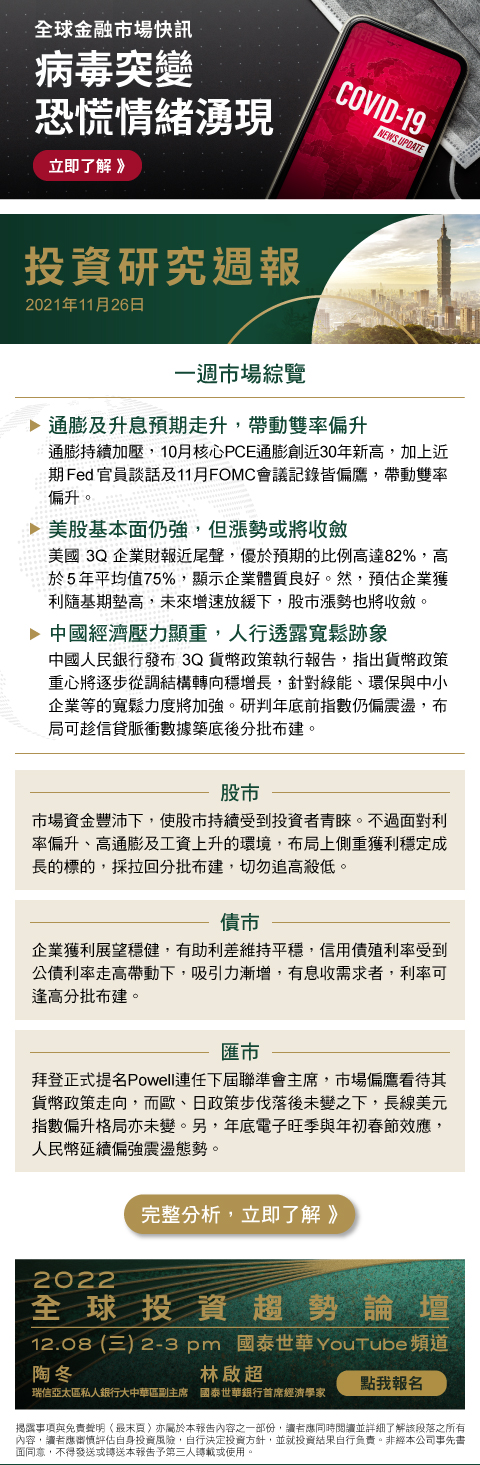 全球金融市場快訊
病毒突變
恐慌情緒湧現
立即了解 》
COVID-19
NEWS UPDATE
投資研究週報
2021年11月26日
一週市場綜覽
通膨及升息預期走升，帶動雙率偏升
通膨持續加壓，10月核心PCE通膨創近30年新高，加上近
期Fed 官員談話及11月FOMC會議記錄皆偏鷹，帶動雙率
偏升。
美股基本面仍強，但漲勢或將收斂
美國 3Q 企業財報近尾聲，優於預期的比例高達82%，高
於 5 年平均值75%，顯示企業體質良好。然，預估企業獲
利隨基期墊高，未來增速放緩下，股市漲勢也將收斂。
中國經濟壓力顯重，人行透露寬鬆跡象
中國人民銀行發布 3Q 貨幣政策執行報告，指出貨幣政策
重心將逐步從調結構轉向穩增長，針對綠能、環保與中小
企業等的寬鬆力度將加強。研判年底前指數仍偏震盪，布
局可趁信貸脈衝數據築底後分批布建。
股市
市場資金豐沛下，使股市持續受到投資者青睞。不過面對利
率偏升、高通膨及工資上升的環境，布局上側重獲利穩定成
長的標的，採拉回分批布建，切勿追高殺低。
債市
企業獲利展望穩健，有助利差維持平穩，信用債殖利率受到
公債利率走高帶動下，吸引力漸增，有息收需求者，利率可
逢高分批布建。
匯市
拜登正式提名Powell連任下屆聯準會主席，市場偏鷹看待其
貨幣政策走向，而歐、日政策步伐落後未變之下，長線美元
指數偏升格局亦未變。另，年底電子旺季與年初春節效應，
人民幣延續偏強震盪態勢。
完整分析，立即了解 》
2022
全球投資趨勢論壇
12.08 (三) 2-3 pm 國泰世華YouTube頻道
陶冬 林啟超
瑞信亞太區私人銀行大中華區副主席 國泰世華銀行首席經濟學家
點我報名
揭露事項與免責聲明（最末頁）亦屬於本報告內容之一部份，讀者應同時閱讀並詳細了解該段落之所有
內容，讀者應審慎評估自身投資風險，自行決定投資方針，並就投資結果自行負責。非經本公司事先書
面同意，不得發送或轉送本報告予第三人轉載或使用。